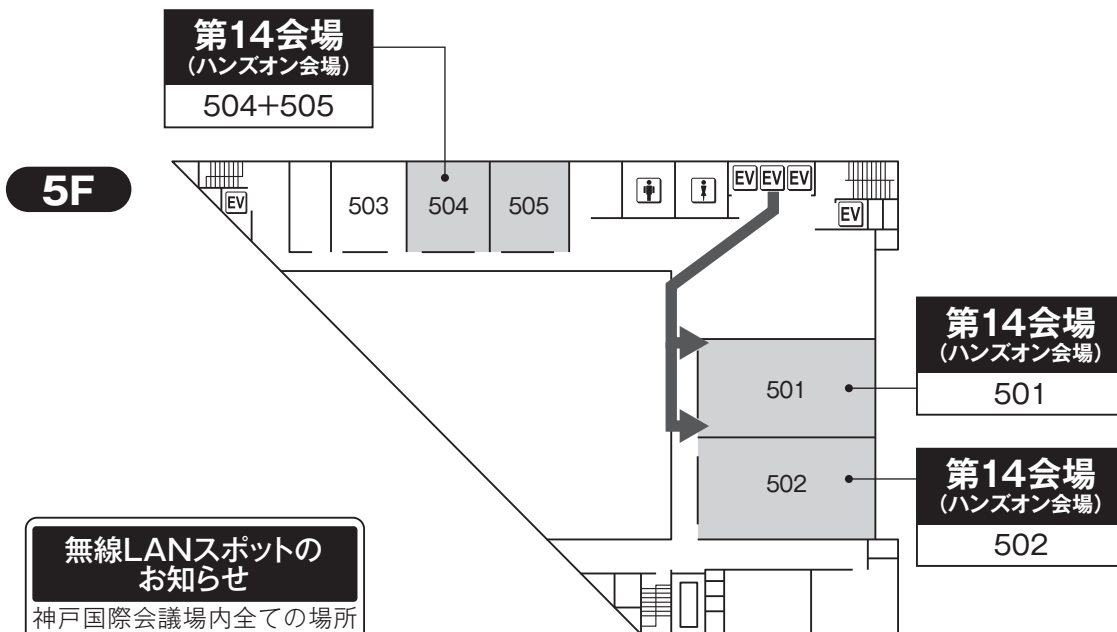 第14会場
(ハンズオン会場)
504+505
5F
EV
503
504
505
EV EV EV
EV
501
第14会場
(ハンズオン会場)
501
502
第14会場
(ハンズオン会場)
502
無線LANスポットの
お知らせ
神戸国際会議場内全ての場所